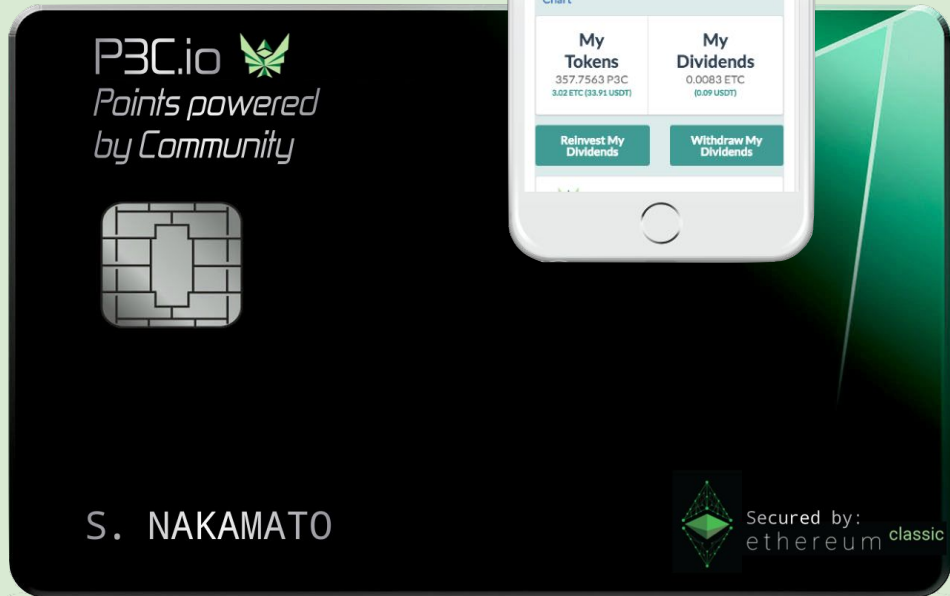 P3C.io
Points powered
by Community
Chart
My
Tokens
357.7563 P3C
3.02 ETC (33.91 USDT)
My
Dividends
0.0083 ETC
(0.09 USDT)
Reinvest My
Dividends
Withdraw My
Dividends
S. NAKAMATO
Secured by:
ethereum classic